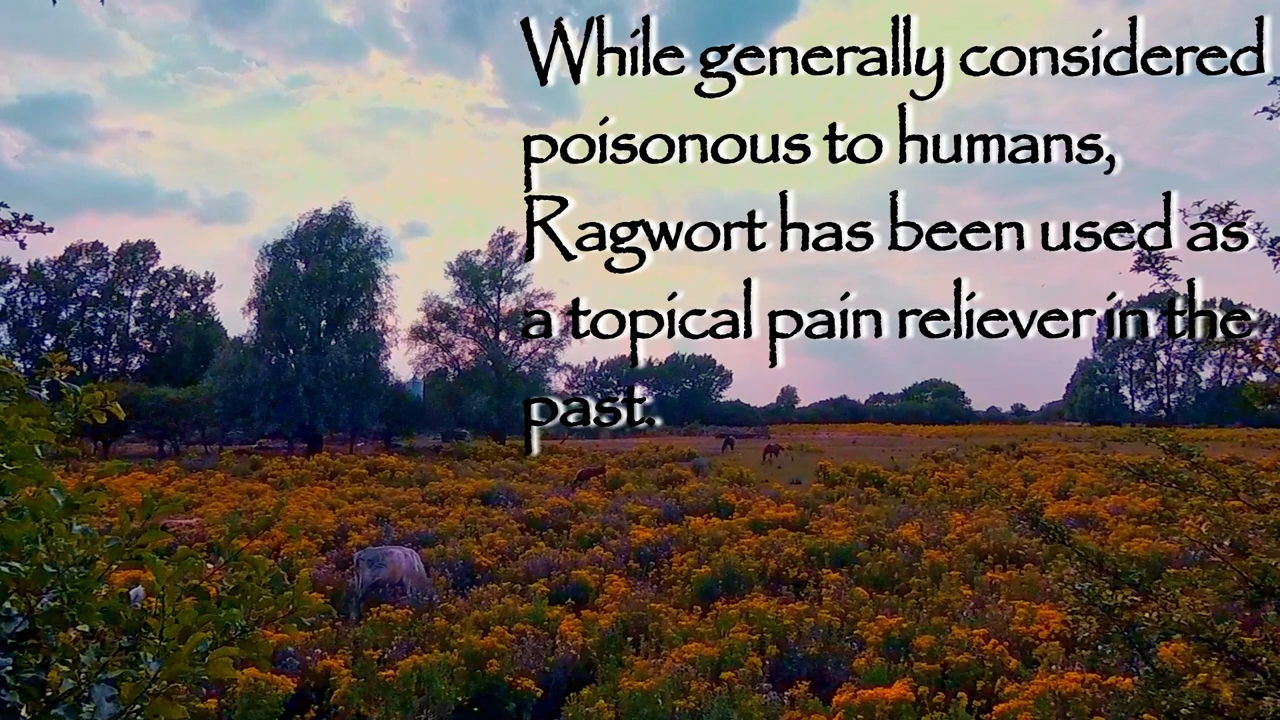 While generally considered
poisonous to humans,
Ragwort has been used as
a topical pain reliever in the
past.